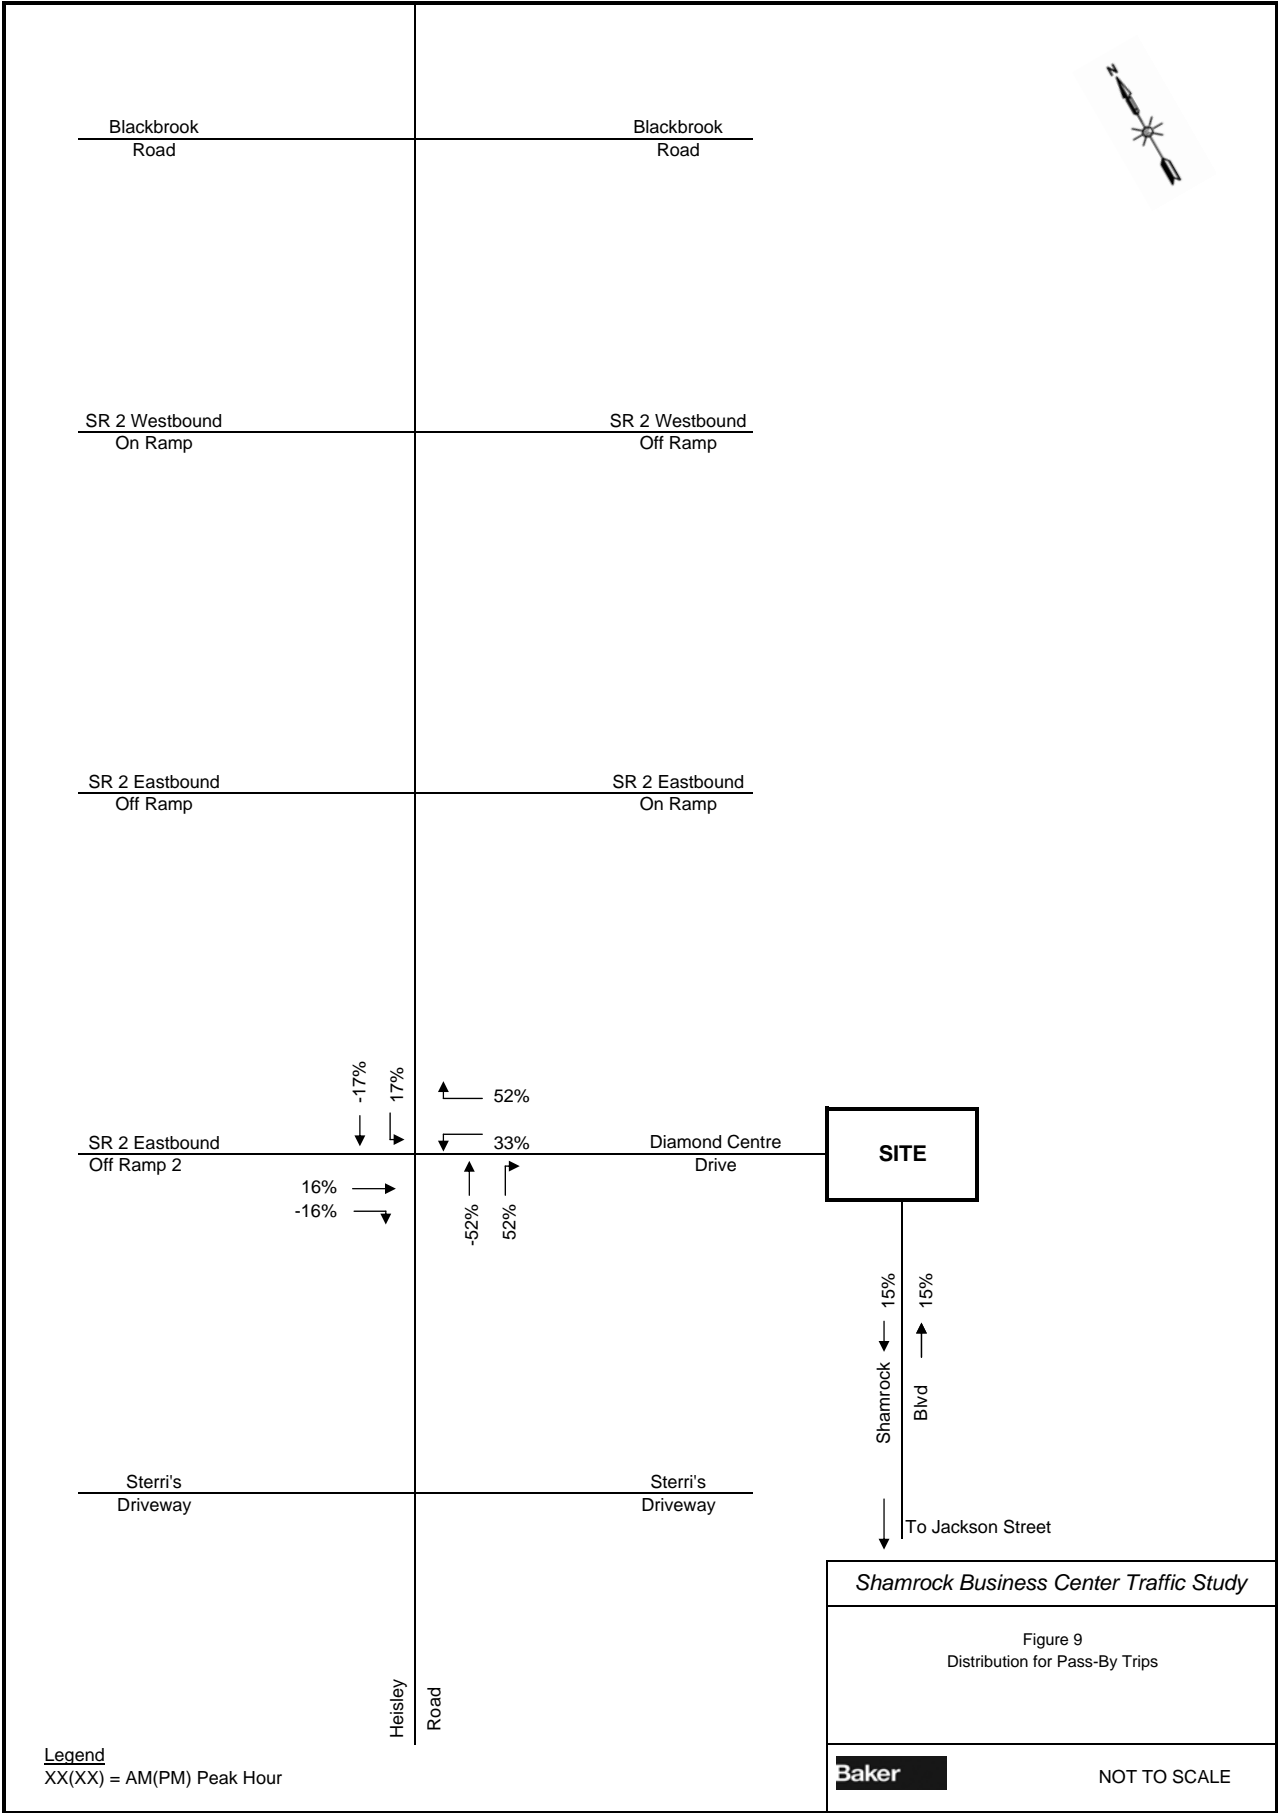 N
Blackbrook
Road
Blackbrook
Road
SR 2 Westbound
On Ramp
SR 2 Westbound
Off Ramp
SR 2 Eastbound
Off Ramp
SR 2 Eastbound
On Ramp
-17%
17%
52%
33%
SR 2 Eastbound
Off Ramp 2
Diamond Centre
Drive
SITE
16%
-16%
-52%
52%
15%
15%
Shamrock
Blvd
Sterri's
Driveway
Sterri's
Driveway
To Jackson Street
Heisley
Road
Shamrock Business Center Traffic Study
Figure 9
Distribution for Pass-By Trips
Legend
XX(XX) = AM(PM) Peak Hour
Baker
NOT TO SCALE